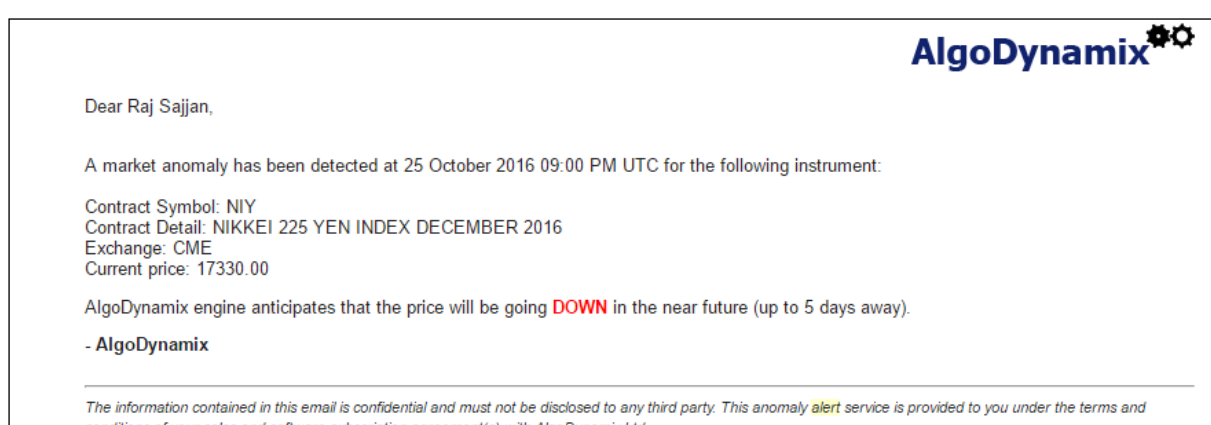 AlgoDynamix
Dear Raj Sajjan,
A market anomaly has been detected at 25 October 2016 09:00 PM UTC for the following instrument:
Contract Symbol: NIY
Contract Detail: NIKKEI 225 YEN INDEX DECEMBER 2016
Exchange: CME
Current price: 17330.00
AlgoDynamix engine anticipates that the price will be going DOWN in the near future (up to 5 days away).
- AlgoDynamix
The information contained in this email is confidential and must not be disclosed to any third party. This anomaly alert service is provided to you under the terms and